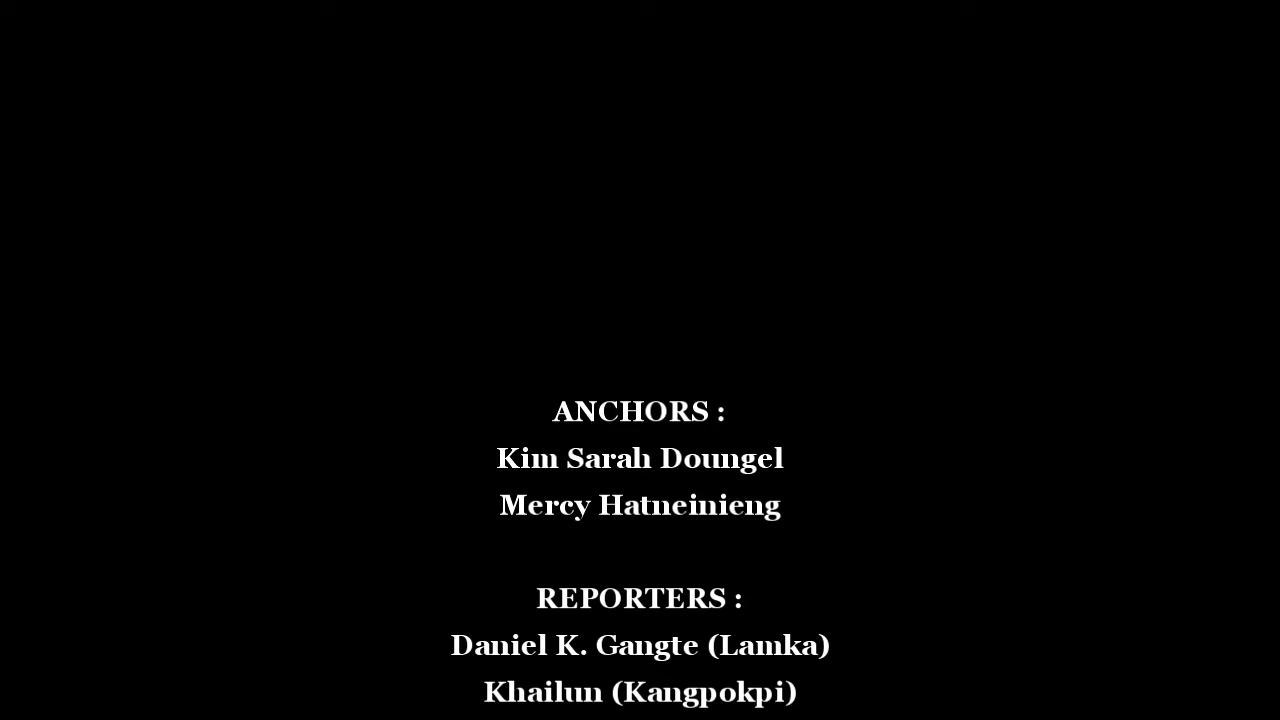 ANCHORS :
Kim Sarah Doungel
Mercy Hatneinieng
REPORTERS :
Daniel K. Gangte (Lamka)
Khailun (Kangpokpi)